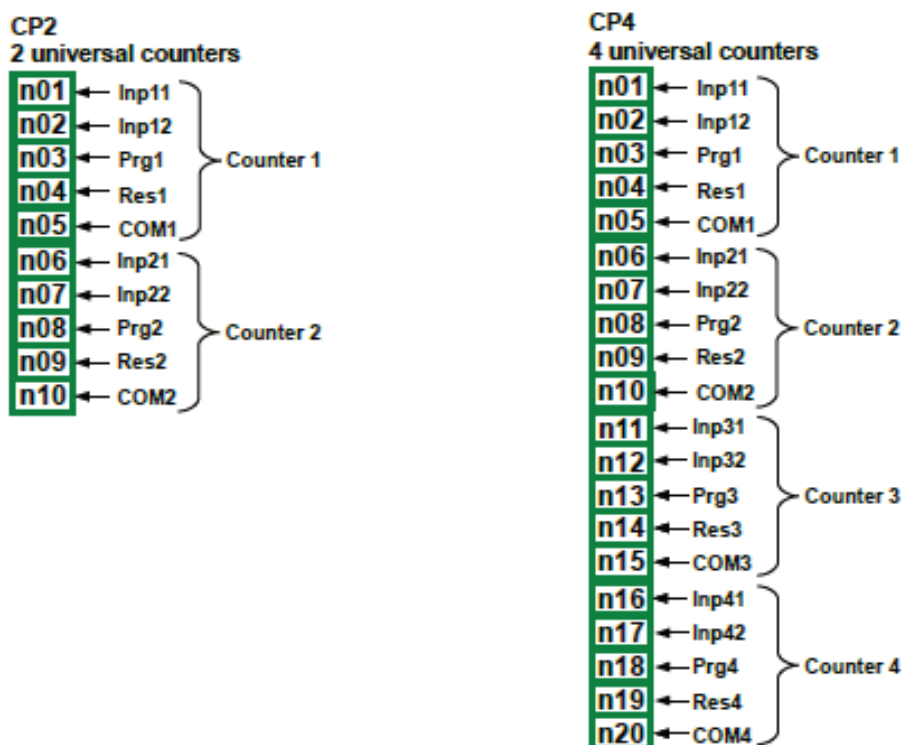 CP2
2 universal counters
n01 Inp11
n02 Inp12
n03 Prg1
Counter 1
n04 Res1
n05 COM1
n06 Inp21
n07 Inp22
n08 Prg2
Counter 2
n09 Res2
n10 COM2
CP4
4 universal counters
n01 Inp11
n02 Inp12
n03 Prg1
Counter 1
n04 Res1
n05 COM1
n06 Inp21
n07 Inp22
n08 Prg2
Counter 2
n09 Res2
n10 COM2
n11 Inp31
n12 Inp32
n13 Prg3
Counter 3
n14 Res3
n15 COM3
n16 Inp41
n17 Inp42
n18 Prg4
Counter 4
n19 Res4
n20 COM4